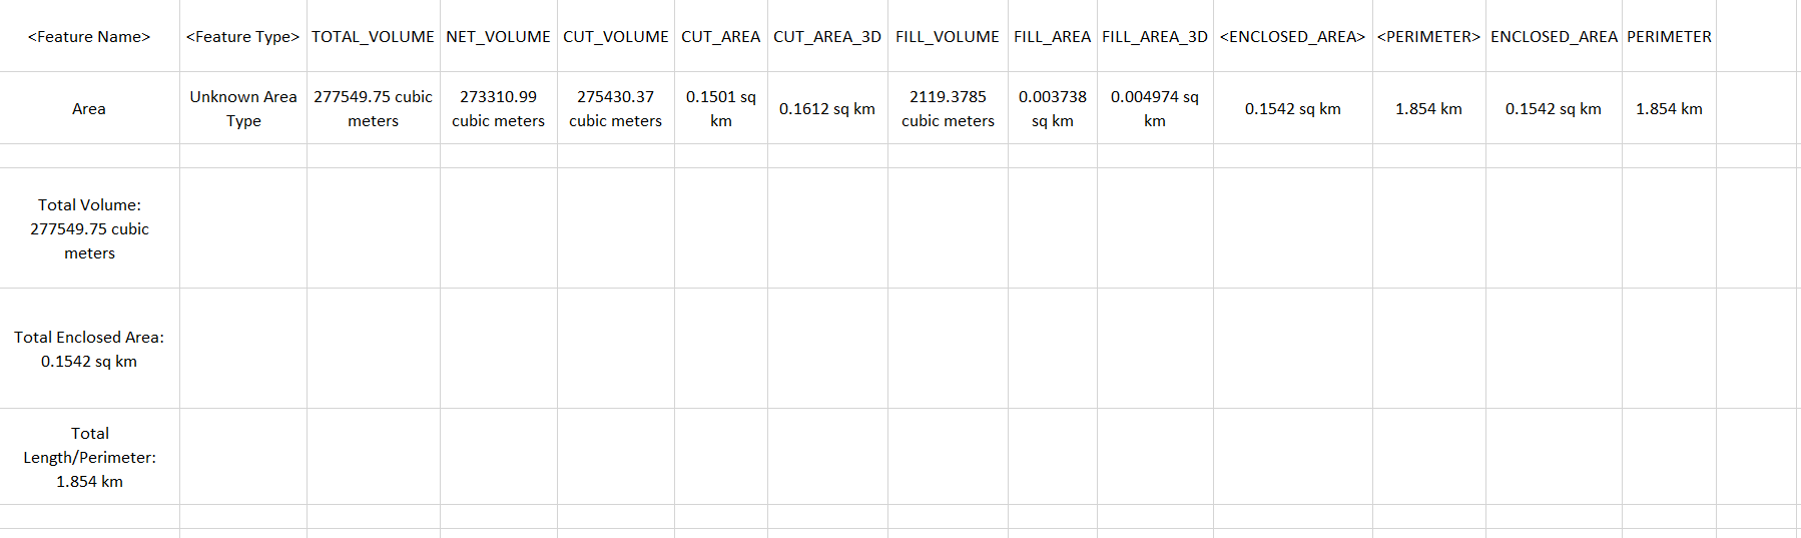 <Feature Name> <Feature Type> TOTAL_VOLUME NET_VOLUME CUT_VOLUME CUT_AREA CUT_AREA_3D FILL_VOLUME FILL_AREA FILL_AREA_3D <ENCLOSED_AREA> <PERIMETER> ENCLOSED_AREA PERIMETER
Area
Unknown Area
Type
277549.75 cubic
meters
273310.99
cubic meters
275430.37
cubic meters
0.1501 sq
km
0.1612 sq km
2119.3785
cubic meters
0.003738
sq km
0.004974 sq
km
0.1542 sq km
1.854 km
0.1542 sq km
1.854 km
Total Volume:
277549.75 cubic
meters
Total Enclosed Area:
0.1542 sq km
Total
Length/Perimeter:
1.854 km